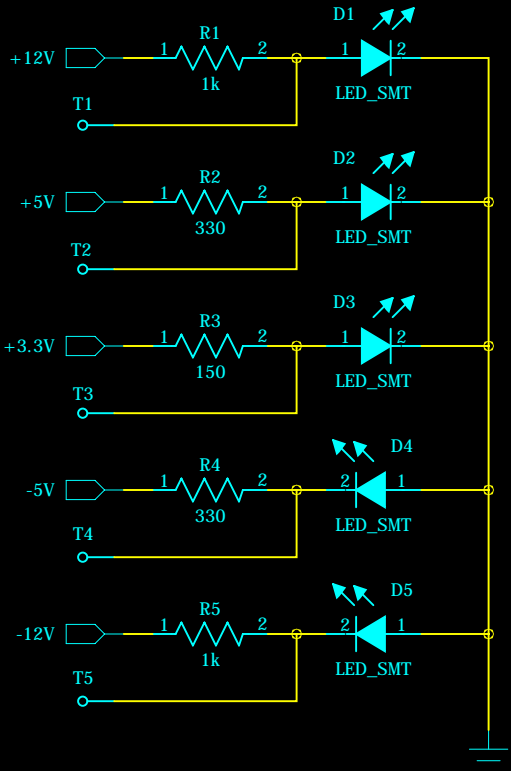 D1
R1
+12V 1 2 1 2
1k LED_SMT
T1
D2
R2
+5V 1 2 1 2
330 LED_SMT
T2
D3
R3
+3.3V 1 2 1 2
150 LED_SMT
T3
D4
R4
-5V 1 2 2 1
330 LED_SMT
T4
D5
R5
-12V 1 2 2 1
1k LED_SMT
T5